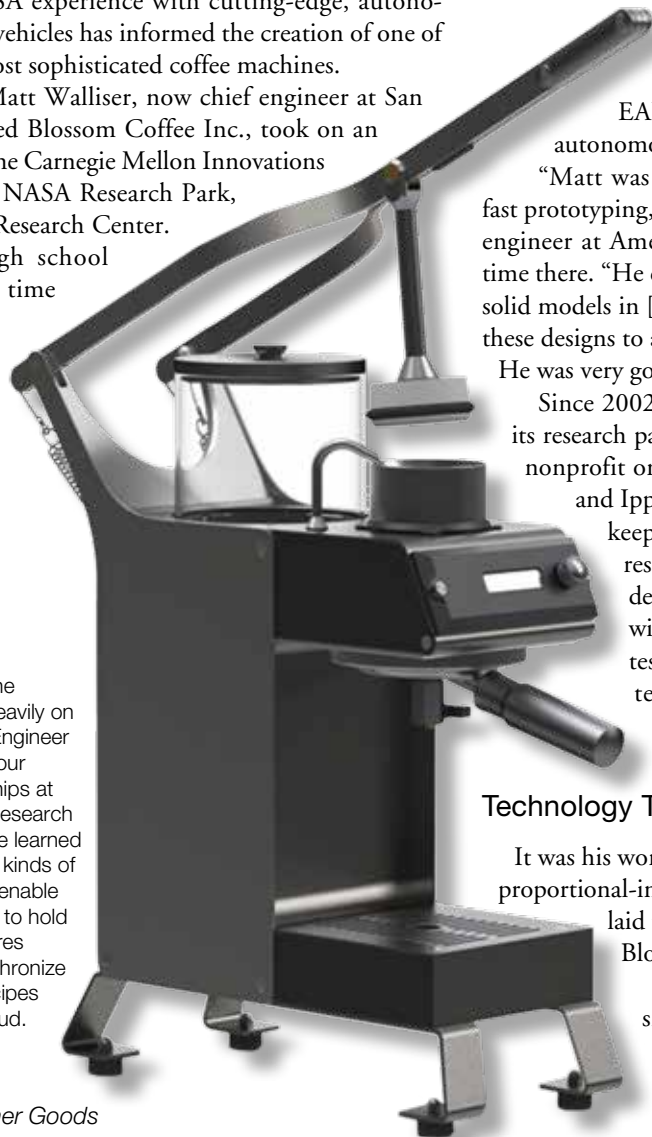 SA experience with cutting-edge, autono-
vehicles has informed the creation of one of
ost sophisticated coffee machines.
Matt Walliser, now chief engineer at San
ed Blossom Coffee Inc., took on an
he Carnegie Mellon Innovations
NASA Research Park,
Research Center.
gh school
time
ne
eavily on
Engineer
our
hips at
esearch
e learned
kinds of
enable
to hold
res
chronize
ipes
ud.
ner Goods
EA
autonomo
“Matt was
fast prototyping,
engineer at Ame
time there. “He
solid models in [
these designs to a
He was very go
Since 2002
its research pa
nonprofit or
and Ipp
keep
res
de
wi
tes
te
Technology T
It was his wor
proportional-in
laid
Blo
s